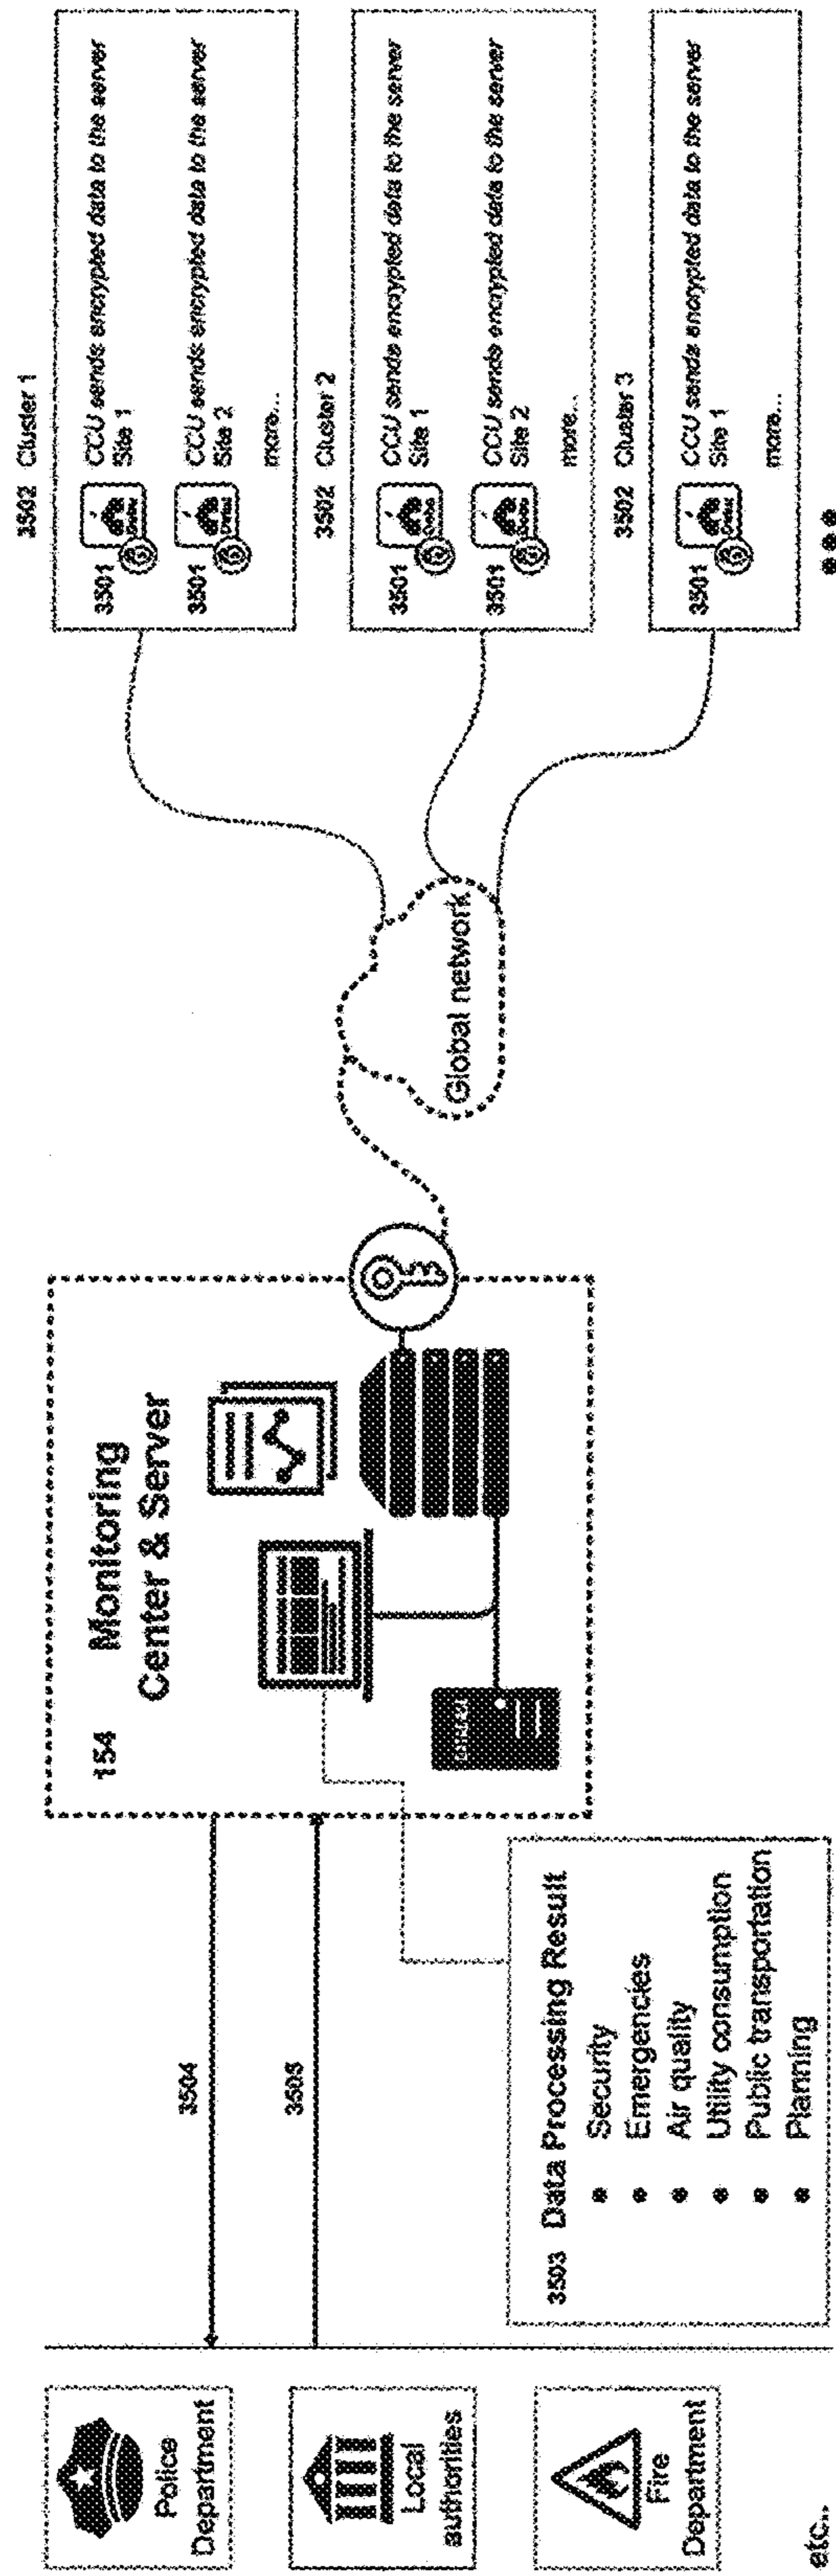 Police
Department
Local
authorities
Fire
Department
etc..
3504
3505
3503 Data Processing Result
Security
Emergencies
Air quality
Utility consumption
Public transportation
Planning
154
Monitoring
Center & Server
Global network
3502 Cluster 1
3501
CCU sends encrypted data to the server
Site 1
3501
CCU sends encrypted data to the server
Site 2
more...
3502 Cluster 2
3501
CCU sends encrypted data to the server
Site 1
3501
CCU sends encrypted data to the server
Site 2
more...
3502 Cluster 3
3501
CCU sends encrypted data to the server
Site 1
more...